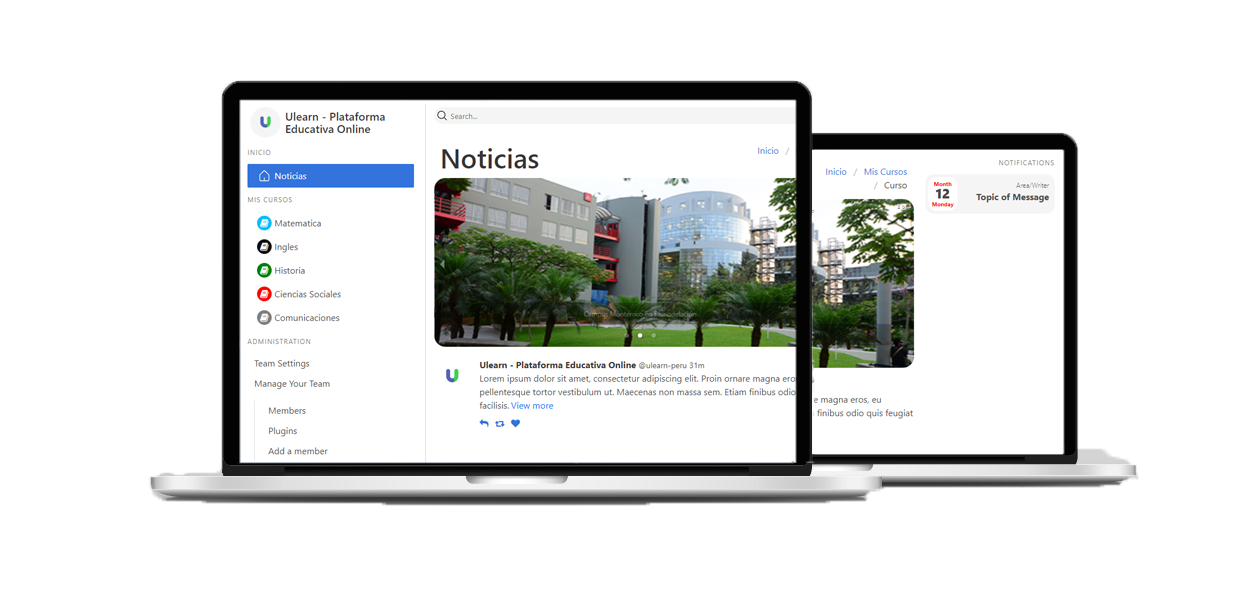 Ulearn - Plataforma
Educativa Online
INICIO
Noticias
MIS CURSOS
Matematica
Ingles
Historia
Ciencias Sociales
Comunicaciones
ADMINISTRATION
Team Settings
Manage Your Team
Members
Plugins
Add a member
Search...
Inicio /
Noticias
Ulearn - Plataforma Educativa Online @ulearn-peru 31m
Lorem ipsum dolor sit amet, consectetur adipiscing elit. Proin ornare magna ero
pellentesque tortor vestibulum ut. Maecenas non massa sem. Etiam finibus odio
facilisis. View more
Inicio / Mis Cursos
/ Curso
e magna eros, eu
finibus odio quis feugiat
NOTIFICATIONS
Month
12
Monday
Area/Writer
Topic of Message